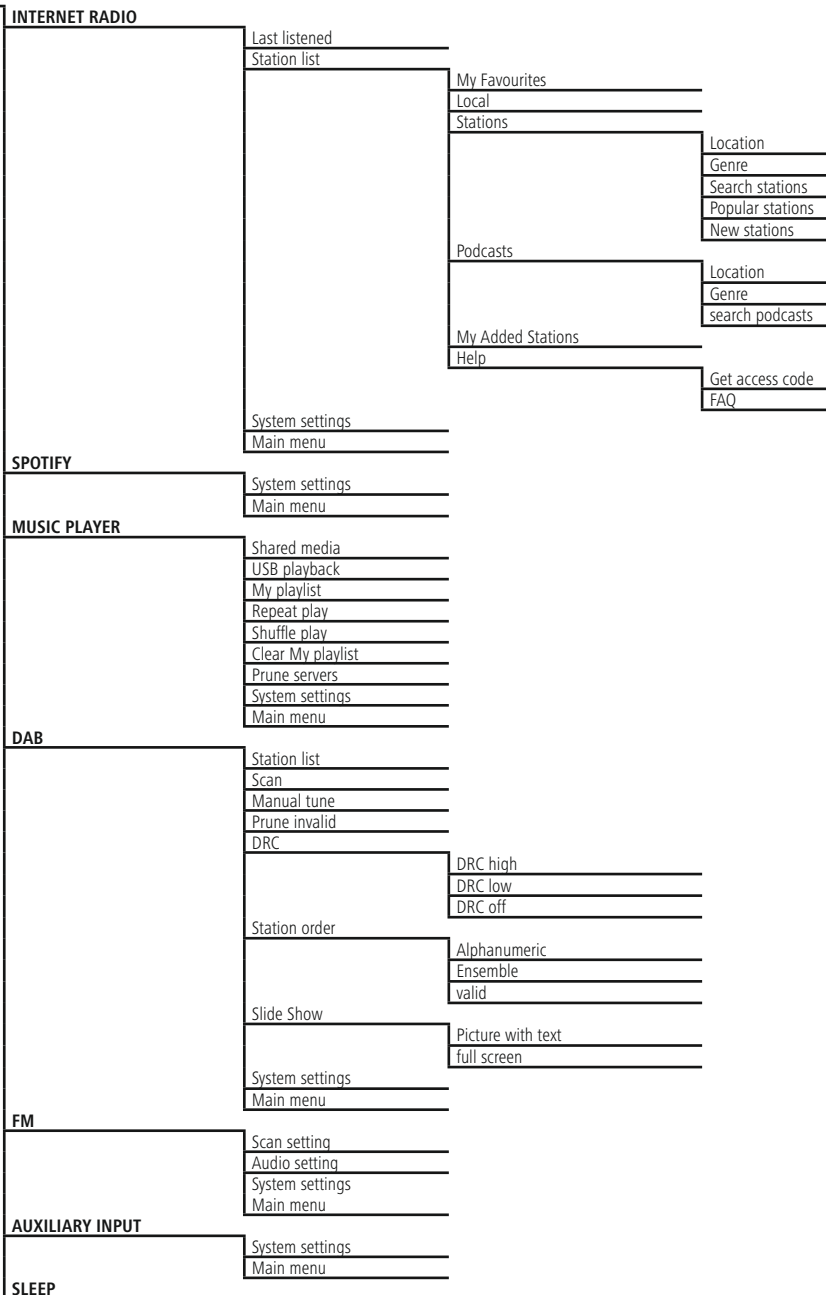 INTERNET RADIO
Last listened
Station list
My Favourites
Local
Stations
Location
Genre
Search stations
Popular stations
New stations
Podcasts
Location
Genre
search podcasts
My Added Stations
Help
Get access code
FAQ
System settings
Main menu
SPOTIFY
System settings
Main menu
MUSIC PLAYER
Shared media
USB playback
My playlist
Repeat play
Shuffle play
Clear My playlist
Prune servers
System settings
Main menu
DAB
Station list
Scan
Manual tune
Prune invalid
DRC
DRC high
DRC low
DRC off
Station order
Alphanumeric
Ensemble
valid
Slide Show
Picture with text
full screen
System settings
Main menu
FM
Scan setting
Audio setting
System settings
Main menu
AUXILIARY INPUT
System settings
Main menu
SLEEP